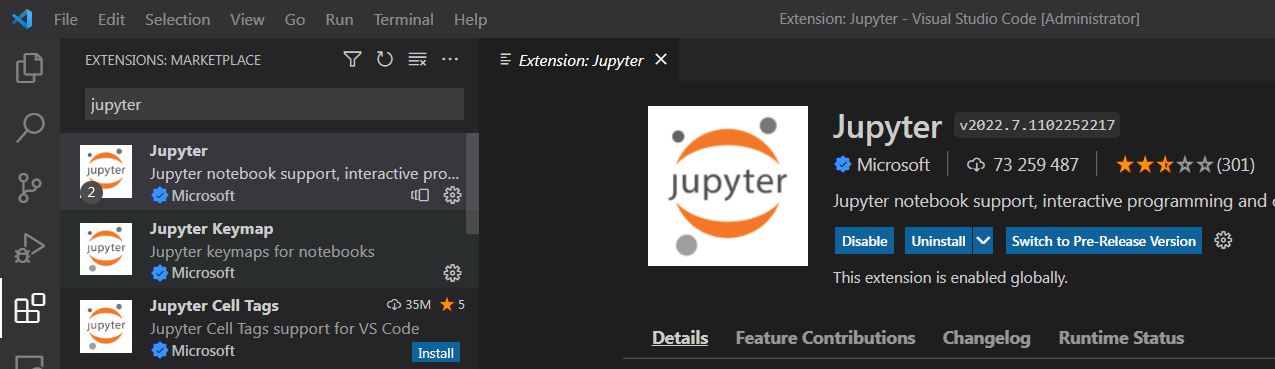 File Edit Selection View Go Run Terminal Help
Extension: Jupyter - Visual Studio Code [Administrator]
EXTENSIONS: MARKETPLACE
jupyter
jupyter
2
Jupyter
Jupyter notebook support, interactive pro...
Microsoft
jupyter
Jupyter Keymap
Jupyter keymaps for notebooks
Microsoft
jupyter
Jupyter Cell Tags 35M 5
Jupyter Cell Tags support for VS Code
Microsoft
Install
Extension: Jupyter
jupyter
Jupyter v2022.7.1102252217
Microsoft 73 259 487 (301)
Jupyter notebook support, interactive programming and
Disable Uninstall Switch to Pre-Release Version
This extension is enabled globally.
Details Feature Contributions Changelog Runtime Status